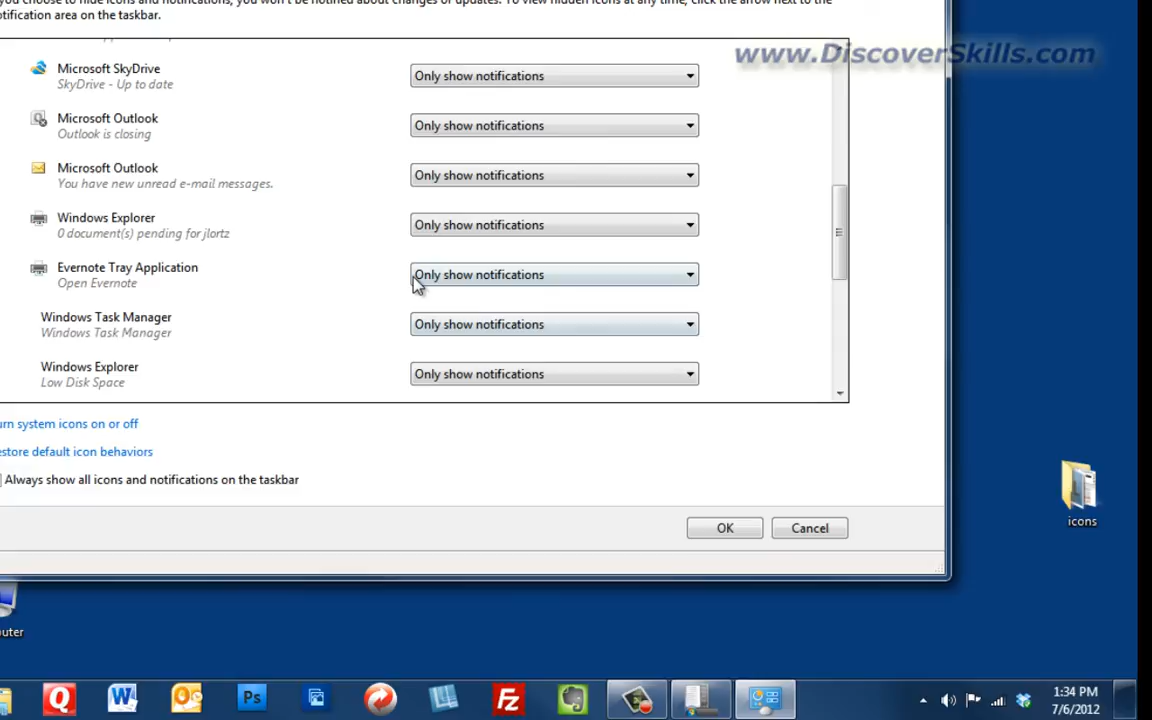 you choose to hide icons and notifications, you won't be notified about changes or updates. To view hidden icons at any time, click the arrow next to the
otification area on the taskbar.
www.DiscoverSkills.com
Microsoft SkyDrive
Only show notifications
SkyDrive - Up to date
Microsoft Outlook
Only show notifications
Outlook is closing
Microsoft Outlook
Only show notifications
You have new unread e-mail messages.
Windows Explorer
Only show notifications
0 document(s) pending for jlortz
Evernote Tray Application
Only show notifications
Open Evernote
Windows Task Manager
Only show notifications
Windows Task Manager
Windows Explorer
Only show notifications
Low Disk Space
urn system icons on or off
estore default icon behaviors
Always show all icons and notifications on the taskbar
OK
Cancel
icons
uter
Q
W
O
Ps
Fz
1:34 PM
7/6/2012